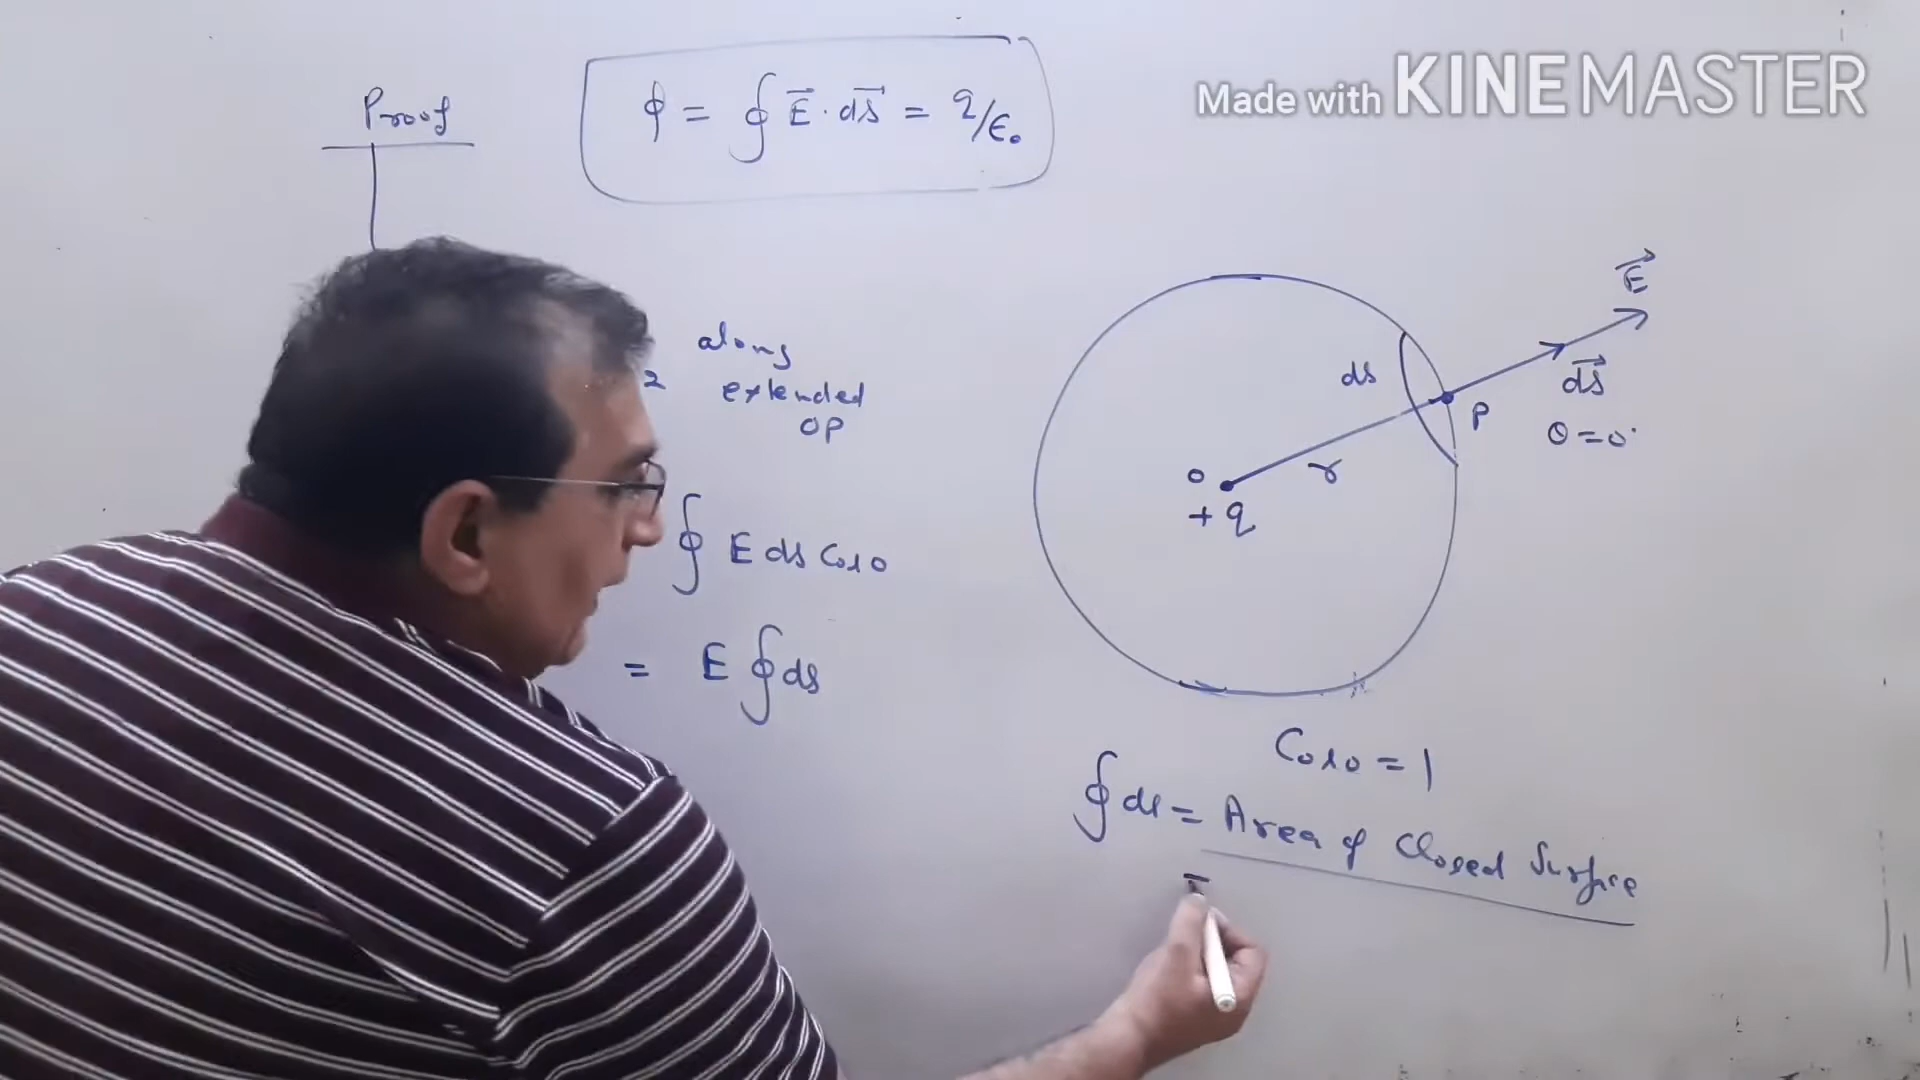 Made with KINEMASTER
Proof
ϕ = ∮ E⃗ · ds⃗ = q/ϵ₀
E⃗
along
2 extended
OP
ds
ds⃗
P
θ = 0°
O
r
+ q
∮ E ds Cos0
= E ∮ ds
Cos0 = 1
∮ ds = Area of Closed Surface
=